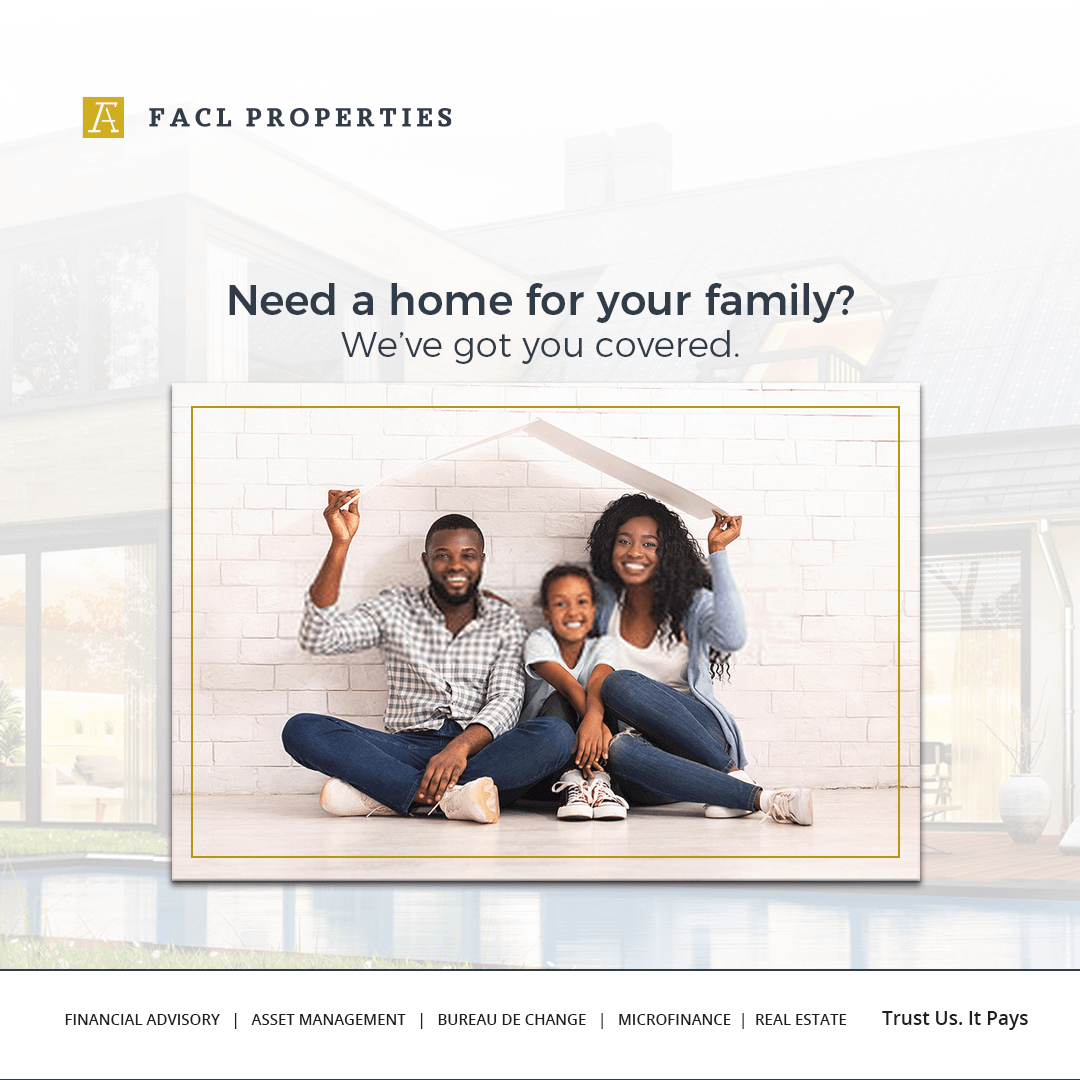 FACL PROPERTIES
Need a home for your family?
We’ve got you covered.
FINANCIAL ADVISORY | ASSET MANAGEMENT | BUREAU DE CHANGE | MICROFINANCE | REAL ESTATE Trust Us. It Pays